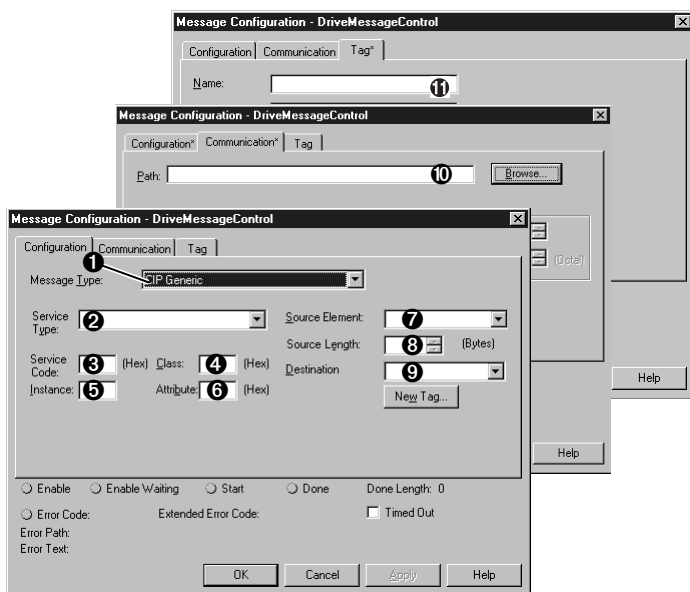 Message Configuration - DriveMessageControl
Configuration Communication Tag*
Name: ⓫
Message Configuration - DriveMessageControl
Configuration* Communication* Tag
Path: ❿ Browse...
(Octal)
Message Configuration - DriveMessageControl
Configuration Communication Tag
❶
Message Type: CIP Generic
Service Type: ❷ Source Element: ❼
Source Length: ❽ (Bytes)
Service Code: ❸ (Hex) Class: ❹ (Hex) Destination ❾
Instance: ❺ Attribute: ❻ (Hex) New Tag...
Help
Help
Enable Enable Waiting Start Done Done Length: 0
Error Code: Extended Error Code: Timed Out
Error Path:
Error Text:
OK Cancel Apply Help